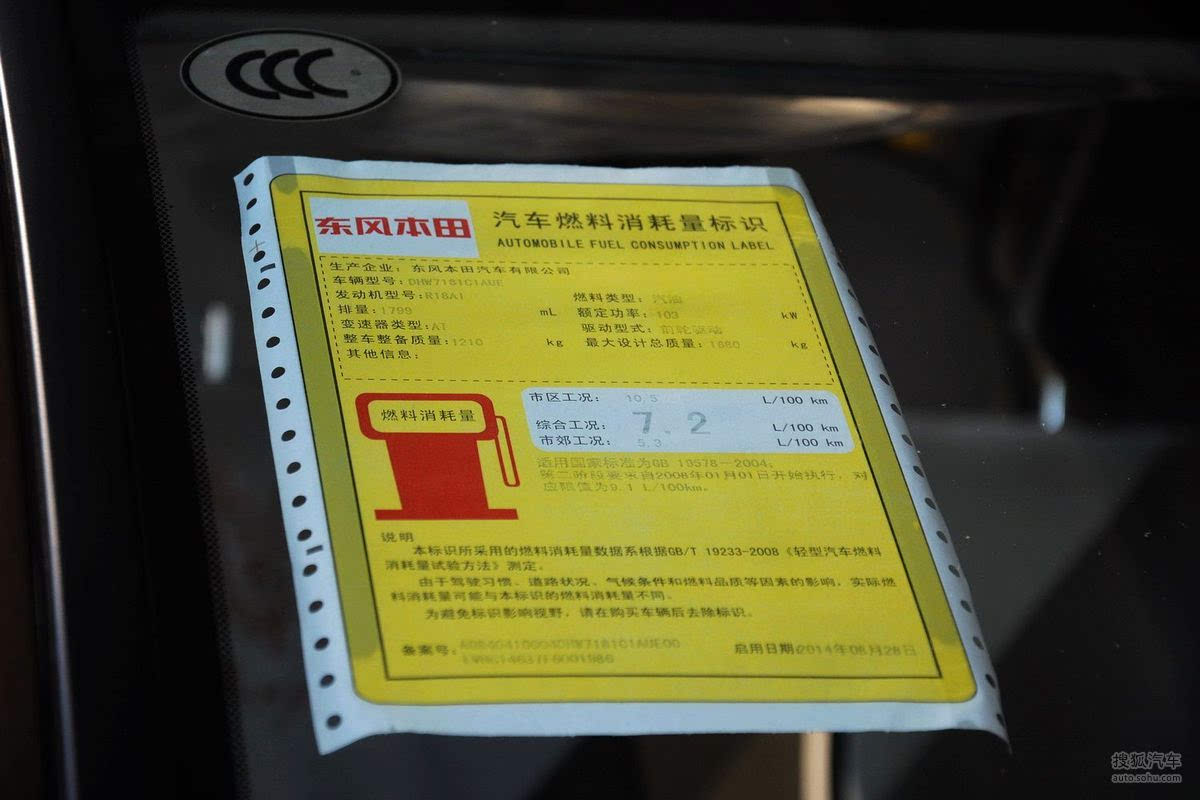 CCC
东风本田
汽车燃料消耗量标识
AUTOMOBILE FUEL CONSUMPTION LABEL
生产企业：东风本田汽车有限公司
车辆型号：DHW7181C1AUE
发动机型号：R18A1
燃料类型：汽油
排量：1799 mL
额定功率：103 kW
变速器类型：AT
驱动型式：前轮驱动
整车整备质量：1210 kg
最大设计总质量：1680 kg
其他信息：
燃料消耗量
市区工况： 10.5 L/100 km
综合工况： 7.2 L/100 km
市郊工况： 5.3 L/100 km
适用国家标准为GB 19578－2004；
第二阶段要求自2008年01月01日开始执行，对
应限值为9.1 L/100km。
说明
本标识所采用的燃料消耗量数据系根据GB/T 19233-2008《轻型汽车燃料
消耗量试验方法》测定。
由于驾驶习惯、道路状况、气候条件和燃料品质等因素的影响，实际燃
料消耗量可能与本标识的燃料消耗量不同。
为避免标识影响视野，请在购买车辆后去除标识。
备案号：
启用日期：2014年08月28日
搜狐汽车
auto.sohu.com